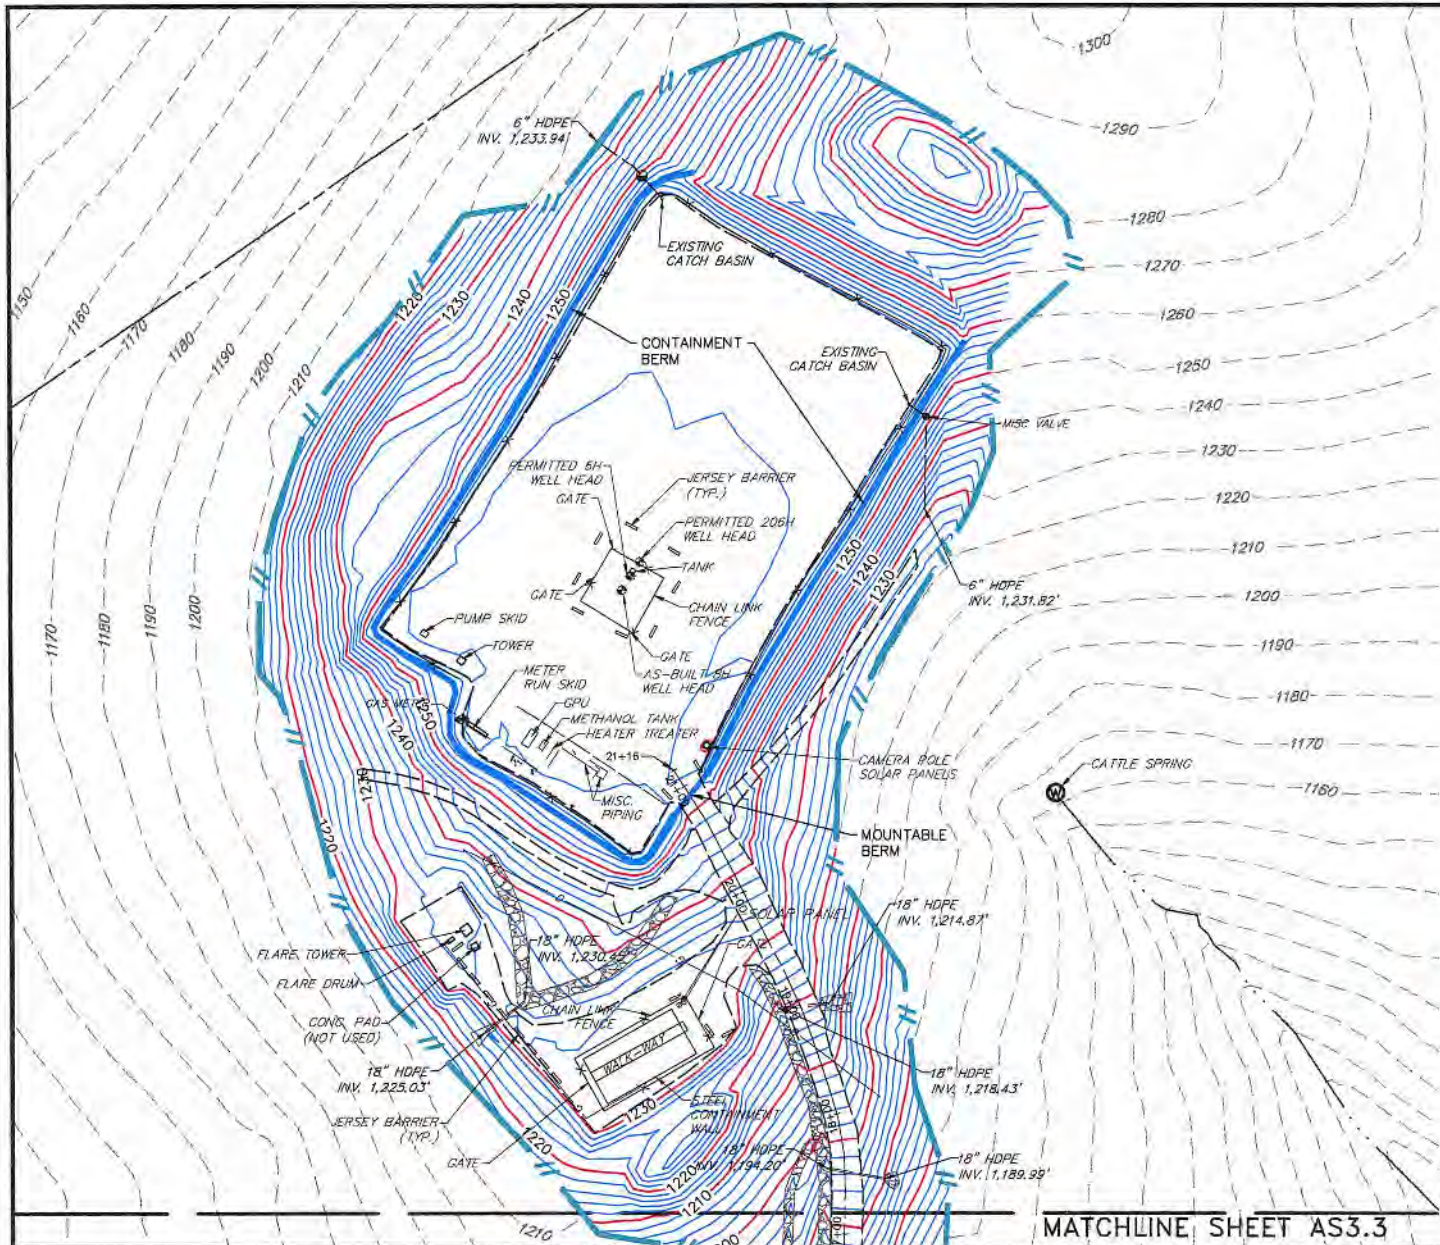 1300
1290
1280
1270
1260
1250
1240
1230
1220
1210
1200
1190
1180
1170
1160
6" HDPE
INV. 1,233.94'
EXISTING
CATCH BASIN
1150
1160
1170
1180
1190
1200
1210
1220
1230
1240
1250
CONTAINMENT
BERM
EXISTING
CATCH BASIN
MISC VALVE
PERMITTED 6H
WELL HEAD
GATE
JERSEY BARRIER
(TYP.)
PERMITTED 206H
WELL HEAD
TANK
GATE
CHAIN LINK
FENCE
GATE
AS-BUILT 8H
WELL HEAD
1250
1240
1230
6" HDPE
INV. 1,231.82'
1170
1180
1190
1200
PUMP SKID
TOWER
METER
RUN SKID
GPU
METHANOL TANK
HEATER TREATER
21+16
21+00
MISC.
PIPING
1250
1240
1230
1220
CAMERA POLE
SOLAR PANELS
CATTLE SPRING
W
MOUNTABLE
BERM
20+00
SOLAR PANEL
GATE
18" HDPE
INV. 1,214.87'
18" HDPE
INV. 1,230.45'
FLARE TOWER
FLARE DRUM
CONC. PAD
(NOT USED)
CHAIN LINK
FENCE
WALK-WAY
18" HDPE
INV. 1,225.03'
JERSEY BARRIER
(TYP.)
GATE
STEEL
CONTAINMENT
WALL
1230
18" HDPE
INV. 1,218.43'
18+00
18" HDPE
INV. 1,194.20'
18" HDPE
INV. 1,189.99'
1220
1220
1210
1210
MATCHLINE SHEET AS3.3